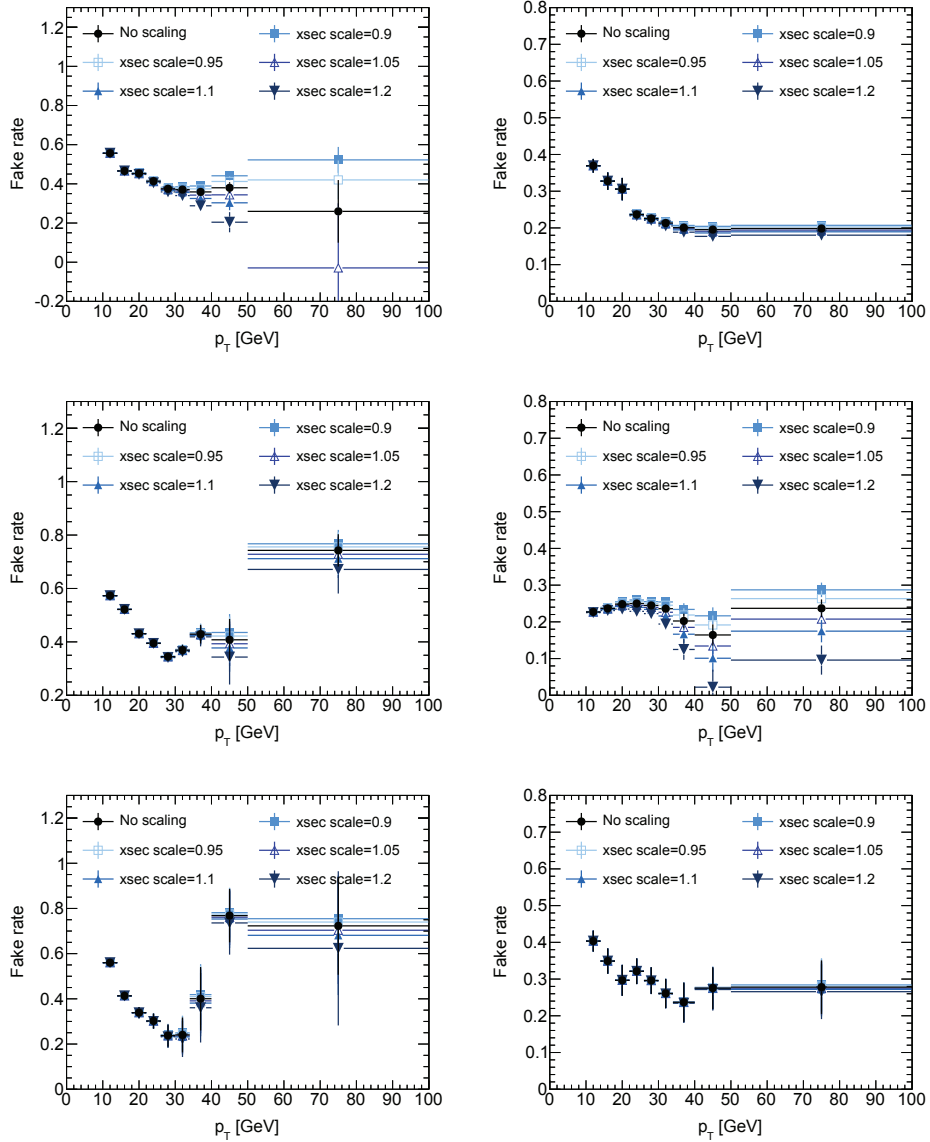 1.2
1
0.8
0.6
0.4
0.2
0
-0.2
Fake rate
No scaling
xsec scale=0.9
xsec scale=0.95
xsec scale=1.05
xsec scale=1.1
xsec scale=1.2
0 10 20 30 40 50 60 70 80 90 100
p_T [GeV]
0.8
0.7
0.6
0.5
0.4
0.3
0.2
0.1
0
Fake rate
No scaling
xsec scale=0.9
xsec scale=0.95
xsec scale=1.05
xsec scale=1.1
xsec scale=1.2
0 10 20 30 40 50 60 70 80 90 100
p_T [GeV]
1.2
1
0.8
0.6
0.4
0.2
Fake rate
No scaling
xsec scale=0.9
xsec scale=0.95
xsec scale=1.05
xsec scale=1.1
xsec scale=1.2
0 10 20 30 40 50 60 70 80 90 100
p_T [GeV]
0.8
0.7
0.6
0.5
0.4
0.3
0.2
0.1
0
Fake rate
No scaling
xsec scale=0.9
xsec scale=0.95
xsec scale=1.05
xsec scale=1.1
xsec scale=1.2
0 10 20 30 40 50 60 70 80 90 100
p_T [GeV]
1.2
1
0.8
0.6
0.4
0.2
0
Fake rate
No scaling
xsec scale=0.9
xsec scale=0.95
xsec scale=1.05
xsec scale=1.1
xsec scale=1.2
0 10 20 30 40 50 60 70 80 90 100
p_T [GeV]
0.8
0.7
0.6
0.5
0.4
0.3
0.2
0.1
0
Fake rate
No scaling
xsec scale=0.9
xsec scale=0.95
xsec scale=1.05
xsec scale=1.1
xsec scale=1.2
0 10 20 30 40 50 60 70 80 90 100
p_T [GeV]